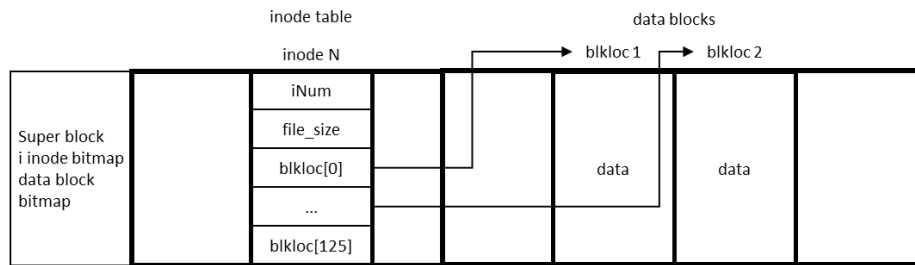 inode table
data blocks
inode N
blkloc 1
blkloc 2
Super block
i inode bitmap
data block
bitmap
iNum
file_size
blkloc[0]
...
blkloc[125]
data
data